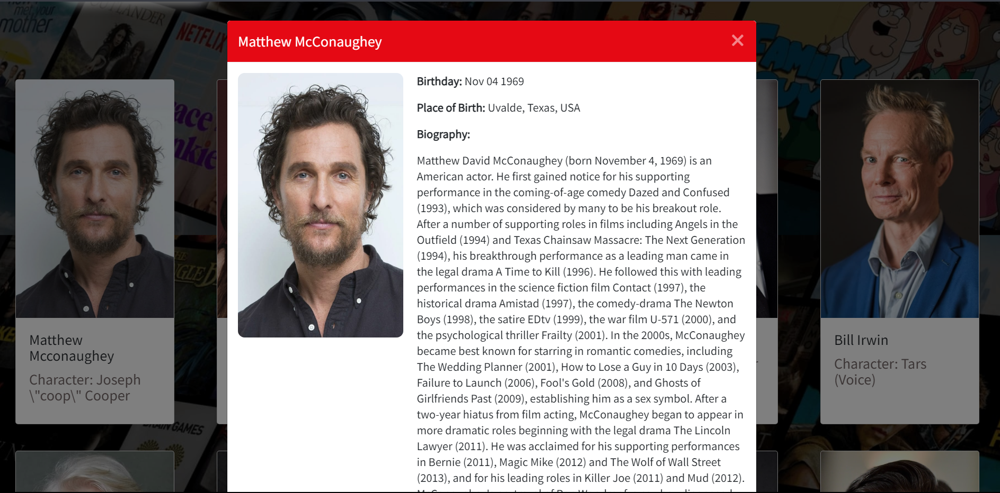 met your
mother
OUTLANDER
NETFLIX
FAMILY
GUY
Matthew McConaughey
Birthday: Nov 04 1969
Place of Birth: Uvalde, Texas, USA
Biography:
Matthew David McConaughey (born November 4, 1969) is an
American actor. He first gained notice for his supporting
performance in the coming-of-age comedy Dazed and Confused
(1993), which was considered by many to be his breakout role.
After a number of supporting roles in films including Angels in the
Outfield (1994) and Texas Chainsaw Massacre: The Next Generation
(1994), his breakthrough performance as a leading man came in
the legal drama A Time to Kill (1996). He followed this with leading
performances in the science fiction film Contact (1997), the
historical drama Amistad (1997), the comedy-drama The Newton
Boys (1998), the satire EDtv (1999), the war film U-571 (2000), and
the psychological thriller Frailty (2001). In the 2000s, McConaughey
became best known for starring in romantic comedies, including
The Wedding Planner (2001), How to Lose a Guy in 10 Days (2003),
Failure to Launch (2006), Fool's Gold (2008), and Ghosts of
Girlfriends Past (2009), establishing him as a sex symbol. After a
two-year hiatus from film acting, McConaughey began to appear in
more dramatic roles beginning with the legal drama The Lincoln
Lawyer (2011). He was acclaimed for his supporting performances
in Bernie (2011), Magic Mike (2012) and The Wolf of Wall Street
(2013), and for his leading roles in Killer Joe (2011) and Mud (2012).
Matthew
Mcconaughey
Character: Joseph
\"coop\" Cooper
Bill Irwin
Character: Tars
(Voice)
ace
nkie
THE
GLE B
BRAIN GAMES